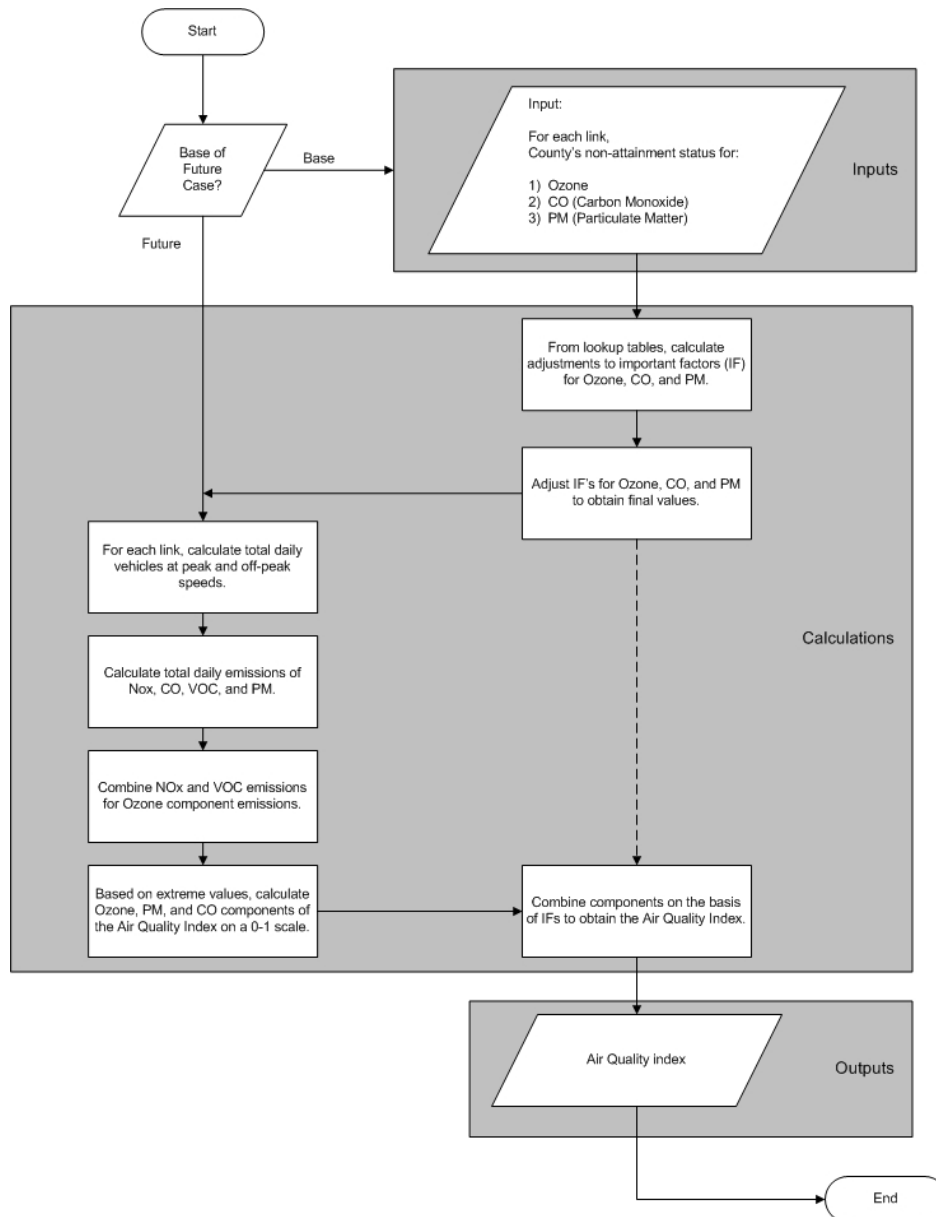 Start
Base of
Future
Case?
Base
Future
Input:
For each link,
County's non-attainment status for:
1) Ozone
2) CO (Carbon Monoxide)
3) PM (Particulate Matter)
Inputs
From lookup tables, calculate
adjustments to important factors (IF)
for Ozone, CO, and PM.
Adjust IF's for Ozone, CO, and PM
to obtain final values.
For each link, calculate total daily
vehicles at peak and off-peak
speeds.
Calculate total daily emissions of
Nox, CO, VOC, and PM.
Combine NOx and VOC emissions
for Ozone component emissions.
Based on extreme values, calculate
Ozone, PM, and CO components of
the Air Quality Index on a 0-1 scale.
Combine components on the basis
of IFs to obtain the Air Quality Index.
Calculations
Air Quality index
Outputs
End